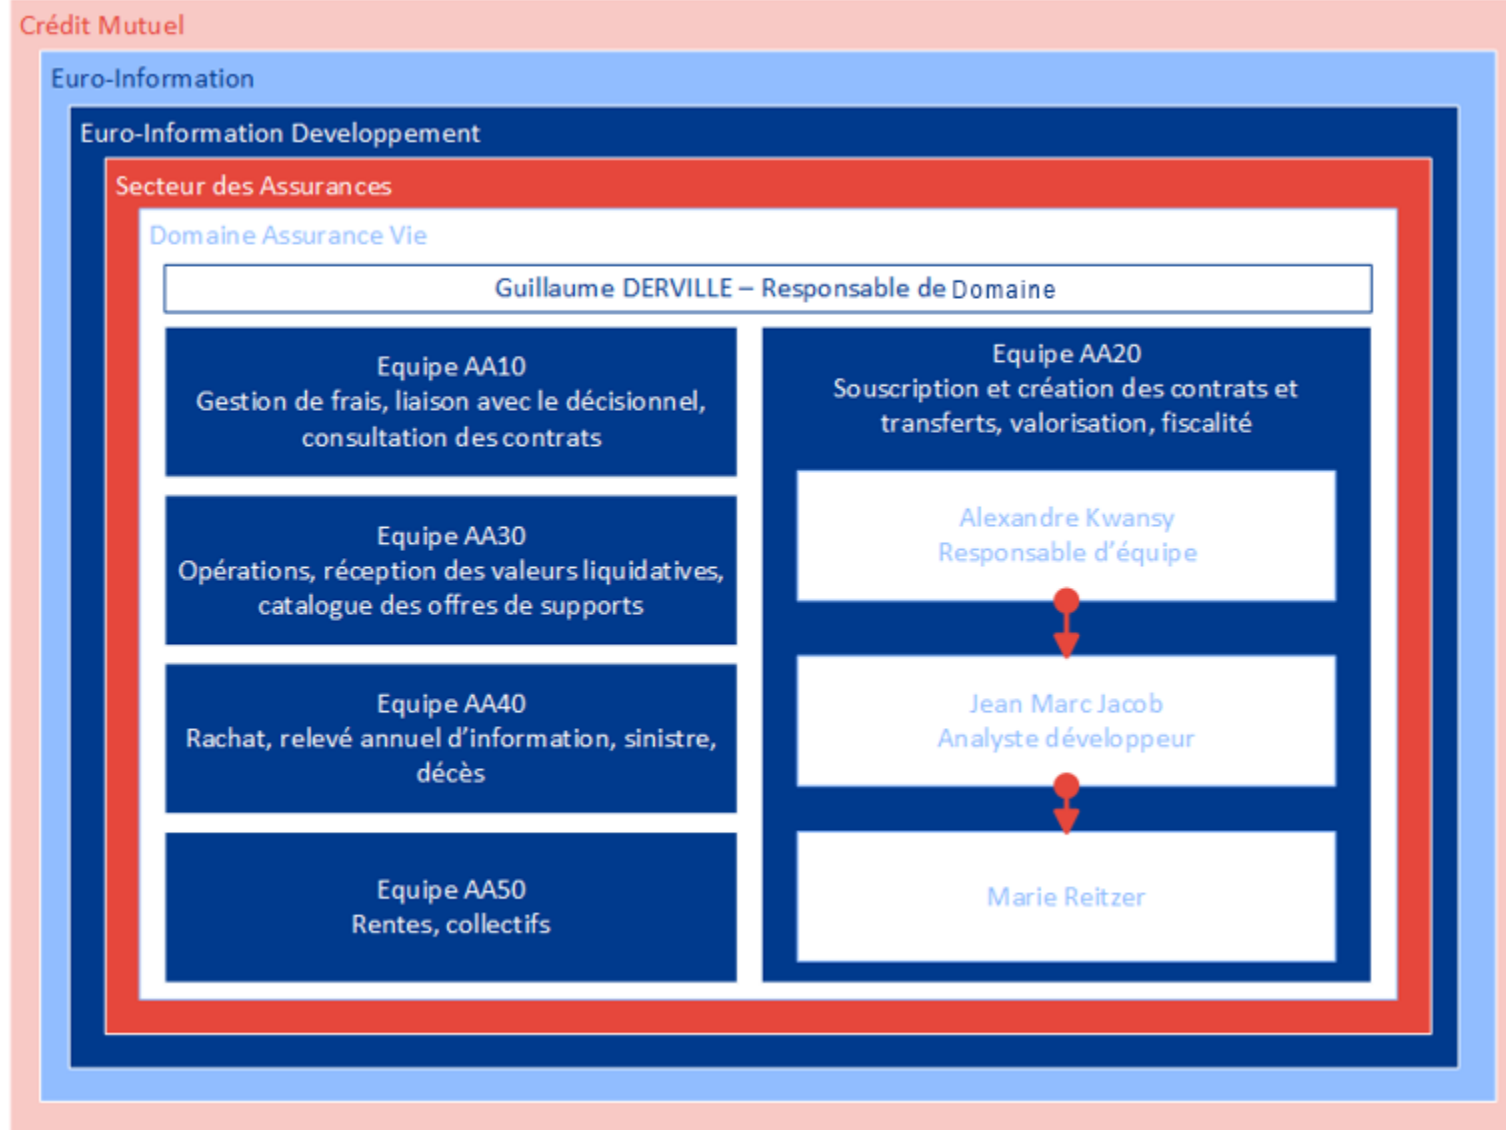 Crédit Mutuel
Euro-Information
Euro-Information Developpement
Secteur des Assurances
Domaine Assurance Vie
Guillaume DERVILLE – Responsable de Domaine
Equipe AA10
Gestion de frais, liaison avec le décisionnel,
consultation des contrats
Equipe AA30
Opérations, réception des valeurs liquidatives,
catalogue des offres de supports
Equipe AA40
Rachat, relevé annuel d’information, sinistre,
décès
Equipe AA50
Rentes, collectifs
Equipe AA20
Souscription et création des contrats et
transferts, valorisation, fiscalité
Alexandre Kwansy
Responsable d’équipe
Jean Marc Jacob
Analyste développeur
Marie Reitzer